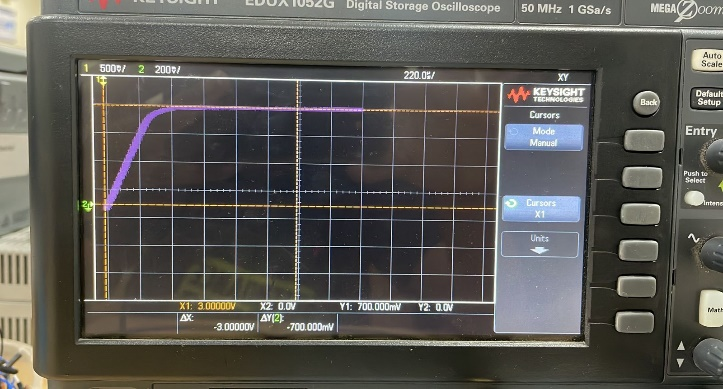 KEYSIGHT EDUX1052G Digital Storage Oscilloscope 50 MHz 1 GSa/s MEGA Zoom
1 500mV/ 2 200mV/ 220.0us/ XY
Auto
Scale
KEYSIGHT
TECHNOLOGIES
Cursors
Back
Default
Setup
Mode
Manual
Entry
Push to
Select
Cursors
X1
Intens
Units
X1: 3.00000V X2: 0.0V Y1: 700.000mV Y2: 0.0V
ΔX: ΔY(2):
-3.00000V -700.000mV
Math